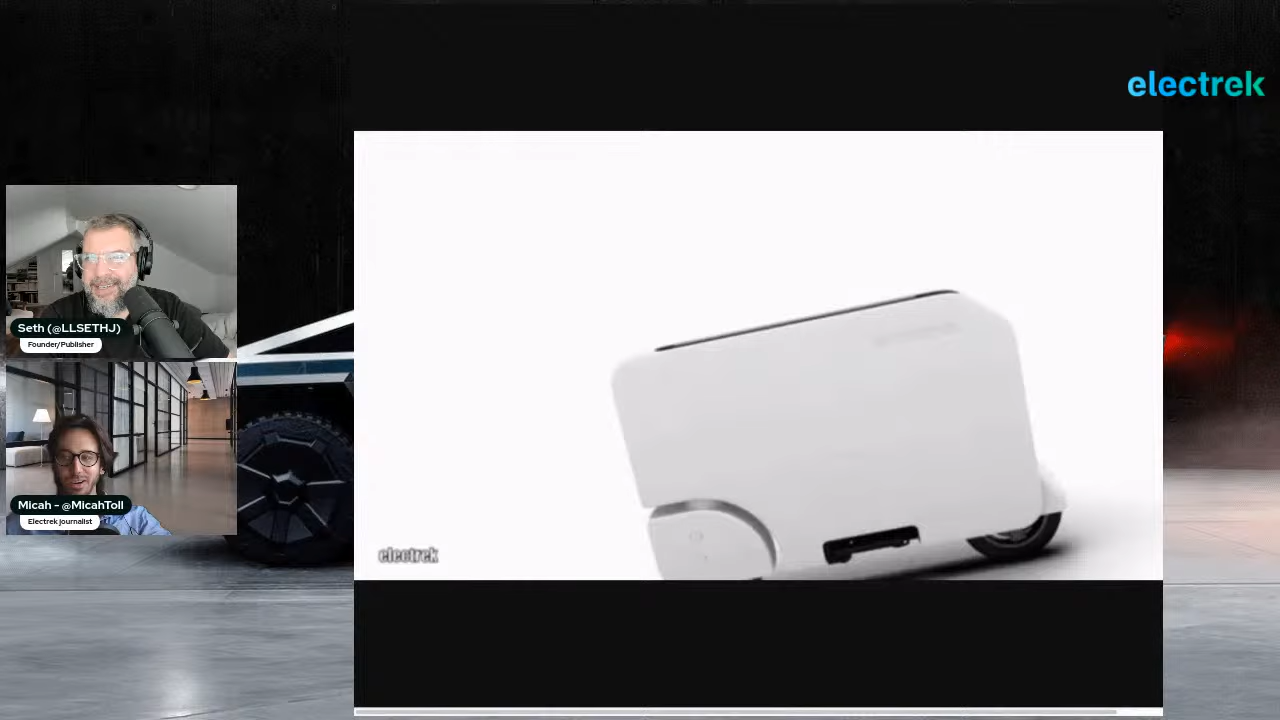 electrek
Seth (@LLSETHJ)
Founder/Publisher
Micah - @MicahToll
Electrek journalist
electrek